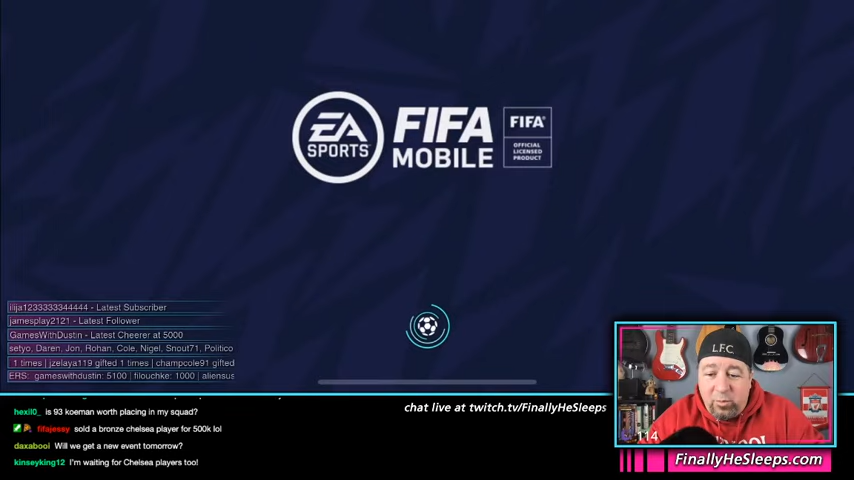 EA
SPORTS
FIFA
MOBILE
FIFA
OFFICIAL
LICENSED
PRODUCT
ilija1233333344444 - Latest Subscriber
jamesplay2121 - Latest Follower
GamesWithDustin - Latest Cheerer at 5000
setyo, Daren, Jon, Rohan, Cole, Nigel, Snout71, Politico
1 times | jzelaya119 gifted 1 times | champcole91 gifted
ERS: gameswithdustin: 5100 | filouchke: 1000 | aliensus
hexil0_ is 93 koeman worth placing in my squad?
fifajessy sold a bronze chelsea player for 500k lol
daxabooi Will we get a new event tomorrow?
kinseyking12 I'm waiting for Chelsea players too!
chat live at twitch.tv/FinallyHeSleeps
L.F.C.
114
FinallyHeSleeps.com